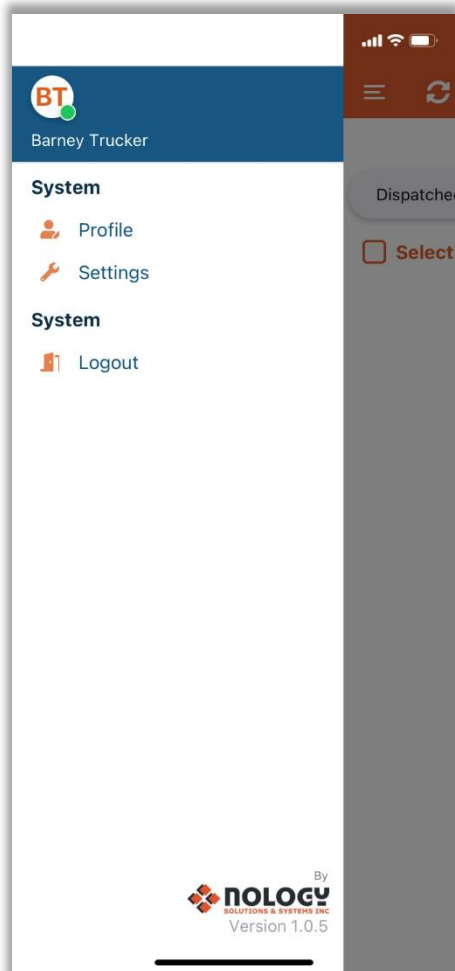 BT
Barney Trucker
System
Profile
Settings
System
Logout
Dispatched
Select
By
NOLOGY
SOLUTIONS & SYSTEMS INC
Version 1.0.5